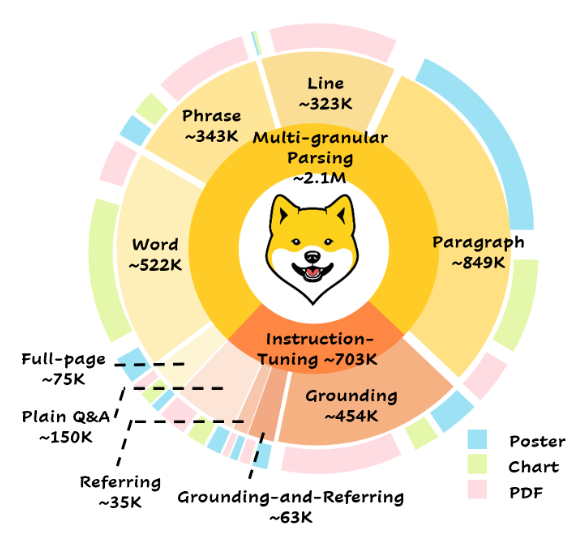 Line
~323K
Phrase
~343K
Multi-granular
Parsing
~2.1M
Word
~522K
Paragraph
~849K
Instruction-
Tuning ~703K
Full-page
~75K
Grounding
~454K
Plain Q&A
~150K
Referring
~35K
Grounding-and-Referring
~63K
Poster
Chart
PDF